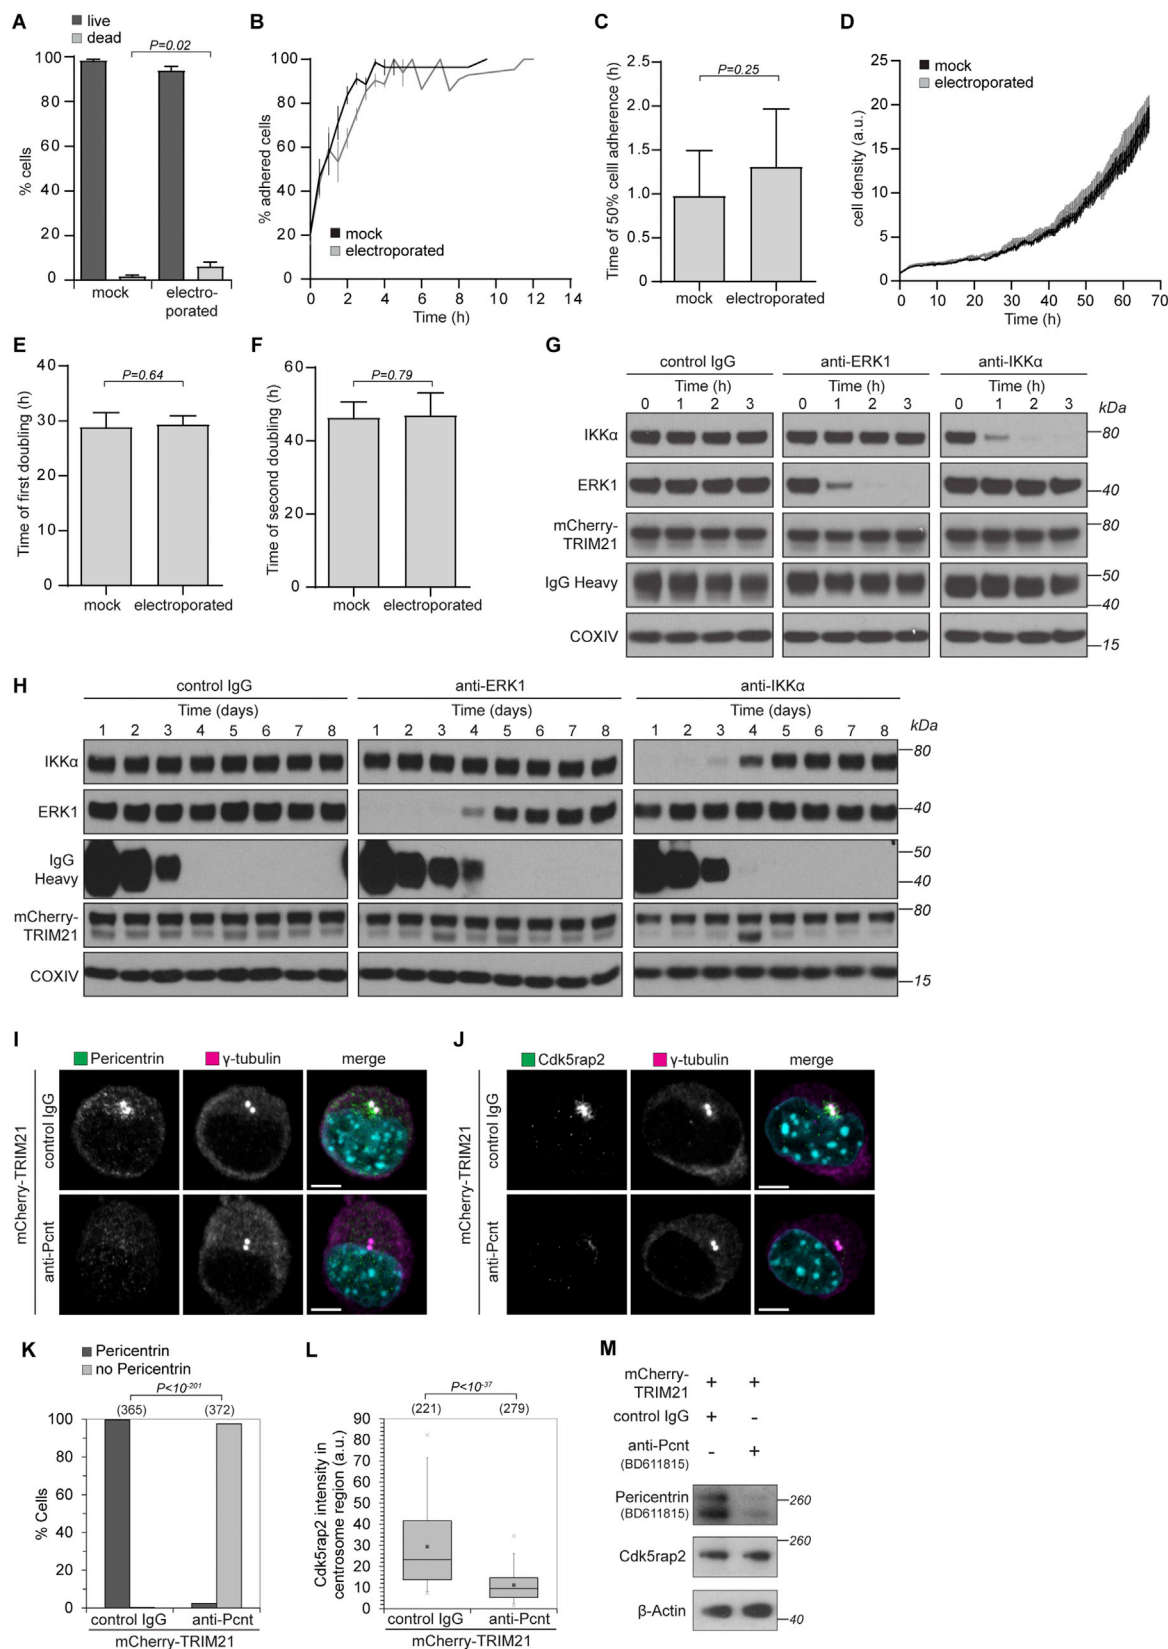 A
live
dead
P=0.02
100
80
60
40
20
0
% cells
mock
electro-
porated
B
100
80
60
40
20
0
% adhered cells
mock
electroporated
0 2 4 6 8 10 12 14
Time (h)
C
P=0.25
2.5
2.0
1.5
1.0
0.5
0
Time of 50% cell adherence (h)
mock electroporated
D
mock
electroporated
25
20
15
10
5
0
cell density (a.u.)
0 10 20 30 40 50 60 70
Time (h)
E
P=0.64
40
30
20
10
0
Time of first doubling (h)
mock electroporated
F
P=0.79
60
40
20
0
Time of second doubling (h)
mock electroporated
G
control IgG anti-ERK1 anti-IKKα
Time (h) Time (h) Time (h)
0 1 2 3 0 1 2 3 0 1 2 3 kDa
IKKα 80
ERK1 40
mCherry-
TRIM21
80
IgG Heavy 50
40
COXIV 15
H
control IgG anti-ERK1 anti-IKKα
Time (days) Time (days) Time (days)
1 2 3 4 5 6 7 8 1 2 3 4 5 6 7 8 1 2 3 4 5 6 7 8 kDa
IKKα 80
ERK1 40
IgG
Heavy
50
40
mCherry-
TRIM21
80
COXIV 15
I
Pericentrin γ-tubulin merge
mCherry-TRIM21
control IgG
anti-Pcnt
J
Cdk5rap2 γ-tubulin merge
mCherry-TRIM21
control IgG
anti-Pcnt
K
Pericentrin
no Pericentrin
P<10-201
(365) (372)
100
80
60
40
20
0
% Cells
control IgG anti-Pcnt
mCherry-TRIM21
L
P<10-37
(221) (279)
90
80
70
60
50
40
30
20
10
0
Cdk5rap2 intensity in
centrosome region (a.u.)
control IgG anti-Pcnt
mCherry-TRIM21
M
mCherry-
TRIM21
+ +
control IgG + -
anti-Pcnt - +
(BD611815)
Pericentrin 260
(BD611815)
Cdk5rap2 260
β-Actin 40